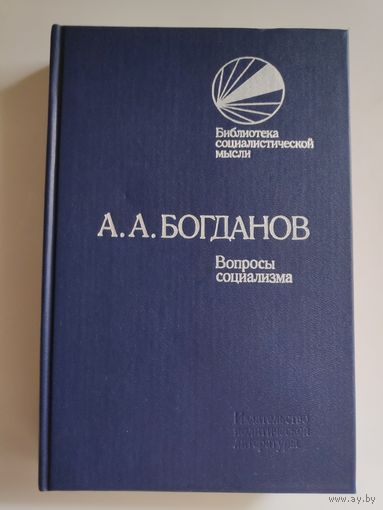 Библиотека
социалистической
мысли
А. А. БОГДАНОВ
Вопросы
социализма
Издательство
политической
литературы
www.ay.by